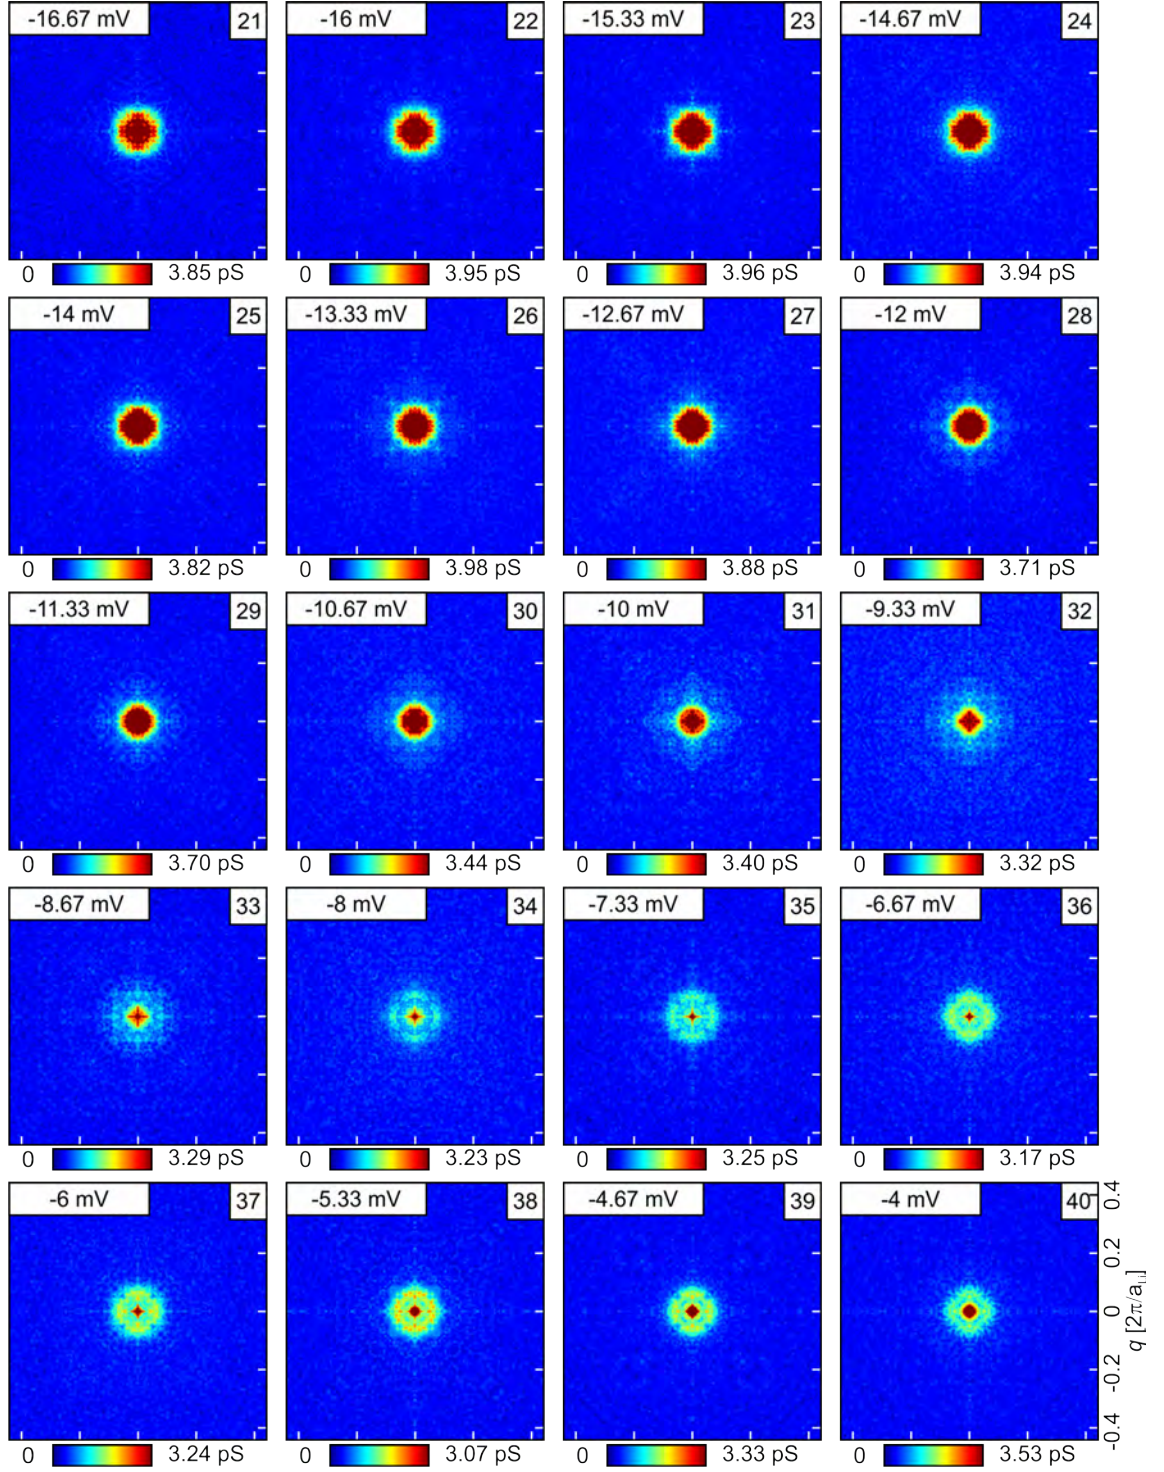 -16.67 mV 21 -16 mV 22 -15.33 mV 23 -14.67 mV 24
0 3.85 pS 0 3.95 pS 0 3.96 pS 0 3.94 pS
-14 mV 25 -13.33 mV 26 -12.67 mV 27 -12 mV 28
0 3.82 pS 0 3.98 pS 0 3.88 pS 0 3.71 pS
-11.33 mV 29 -10.67 mV 30 -10 mV 31 -9.33 mV 32
0 3.70 pS 0 3.44 pS 0 3.40 pS 0 3.32 pS
-8.67 mV 33 -8 mV 34 -7.33 mV 35 -6.67 mV 36
0 3.29 pS 0 3.23 pS 0 3.25 pS 0 3.17 pS
-6 mV 37 -5.33 mV 38 -4.67 mV 39 -4 mV 40
0.4
0.2
0
-0.2
-0.4
q [2π/a
0 3.24 pS 0 3.07 pS 0 3.33 pS 0 3.53 pS